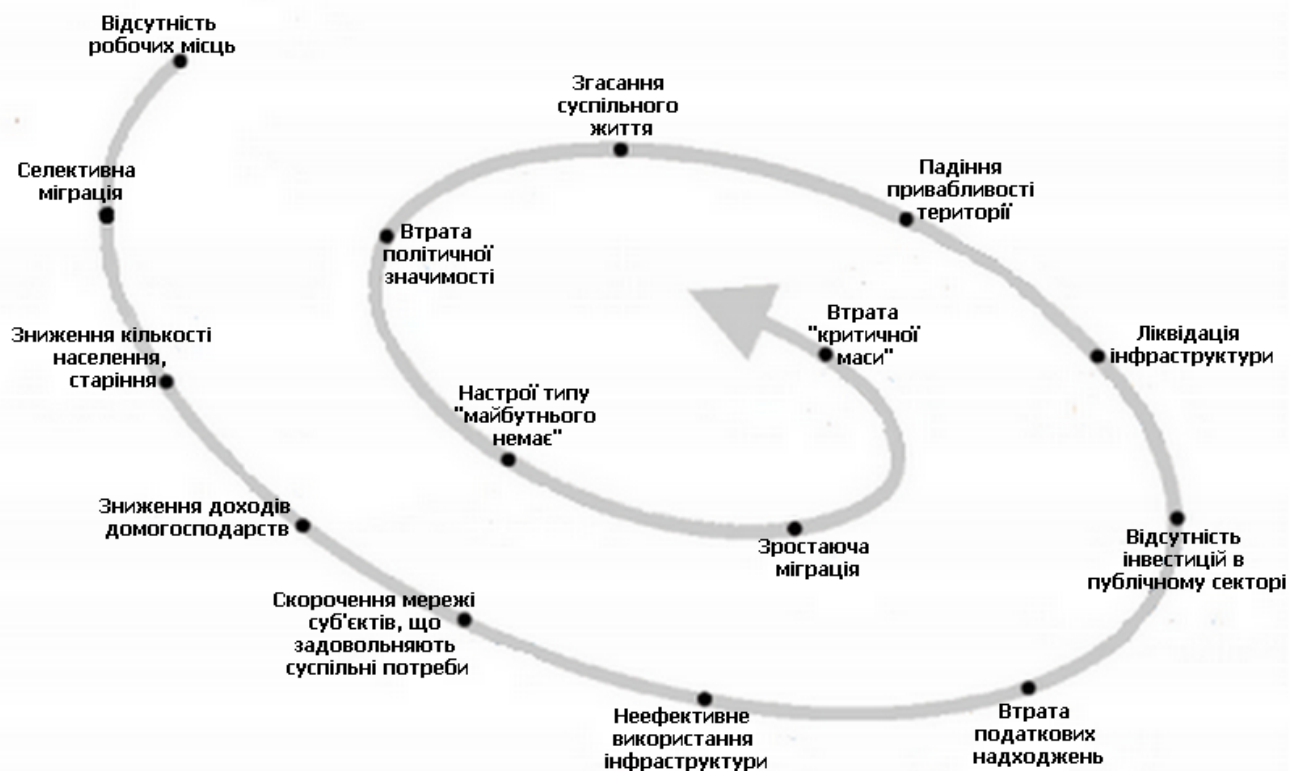 Відсутність
робочих місць
Селективна
міграція
Зниження кількості
населення,
старіння
Зниження доходів
домогосподарств
Скорочення мережі
суб'єктів, що
задовольняють
суспільні потреби
Неефективне
використання
інфраструктури
Втрата
податкових
надходжень
Відсутність
інвестицій в
публічному секторі
Ліквідація
інфраструктури
Падіння
привабливості
території
Згасання
суспільного
життя
Втрата
політичної
значимості
Настрої типу
"майбутнього
немає"
Зростаюча
міграція
Втрата
"критичної
маси"